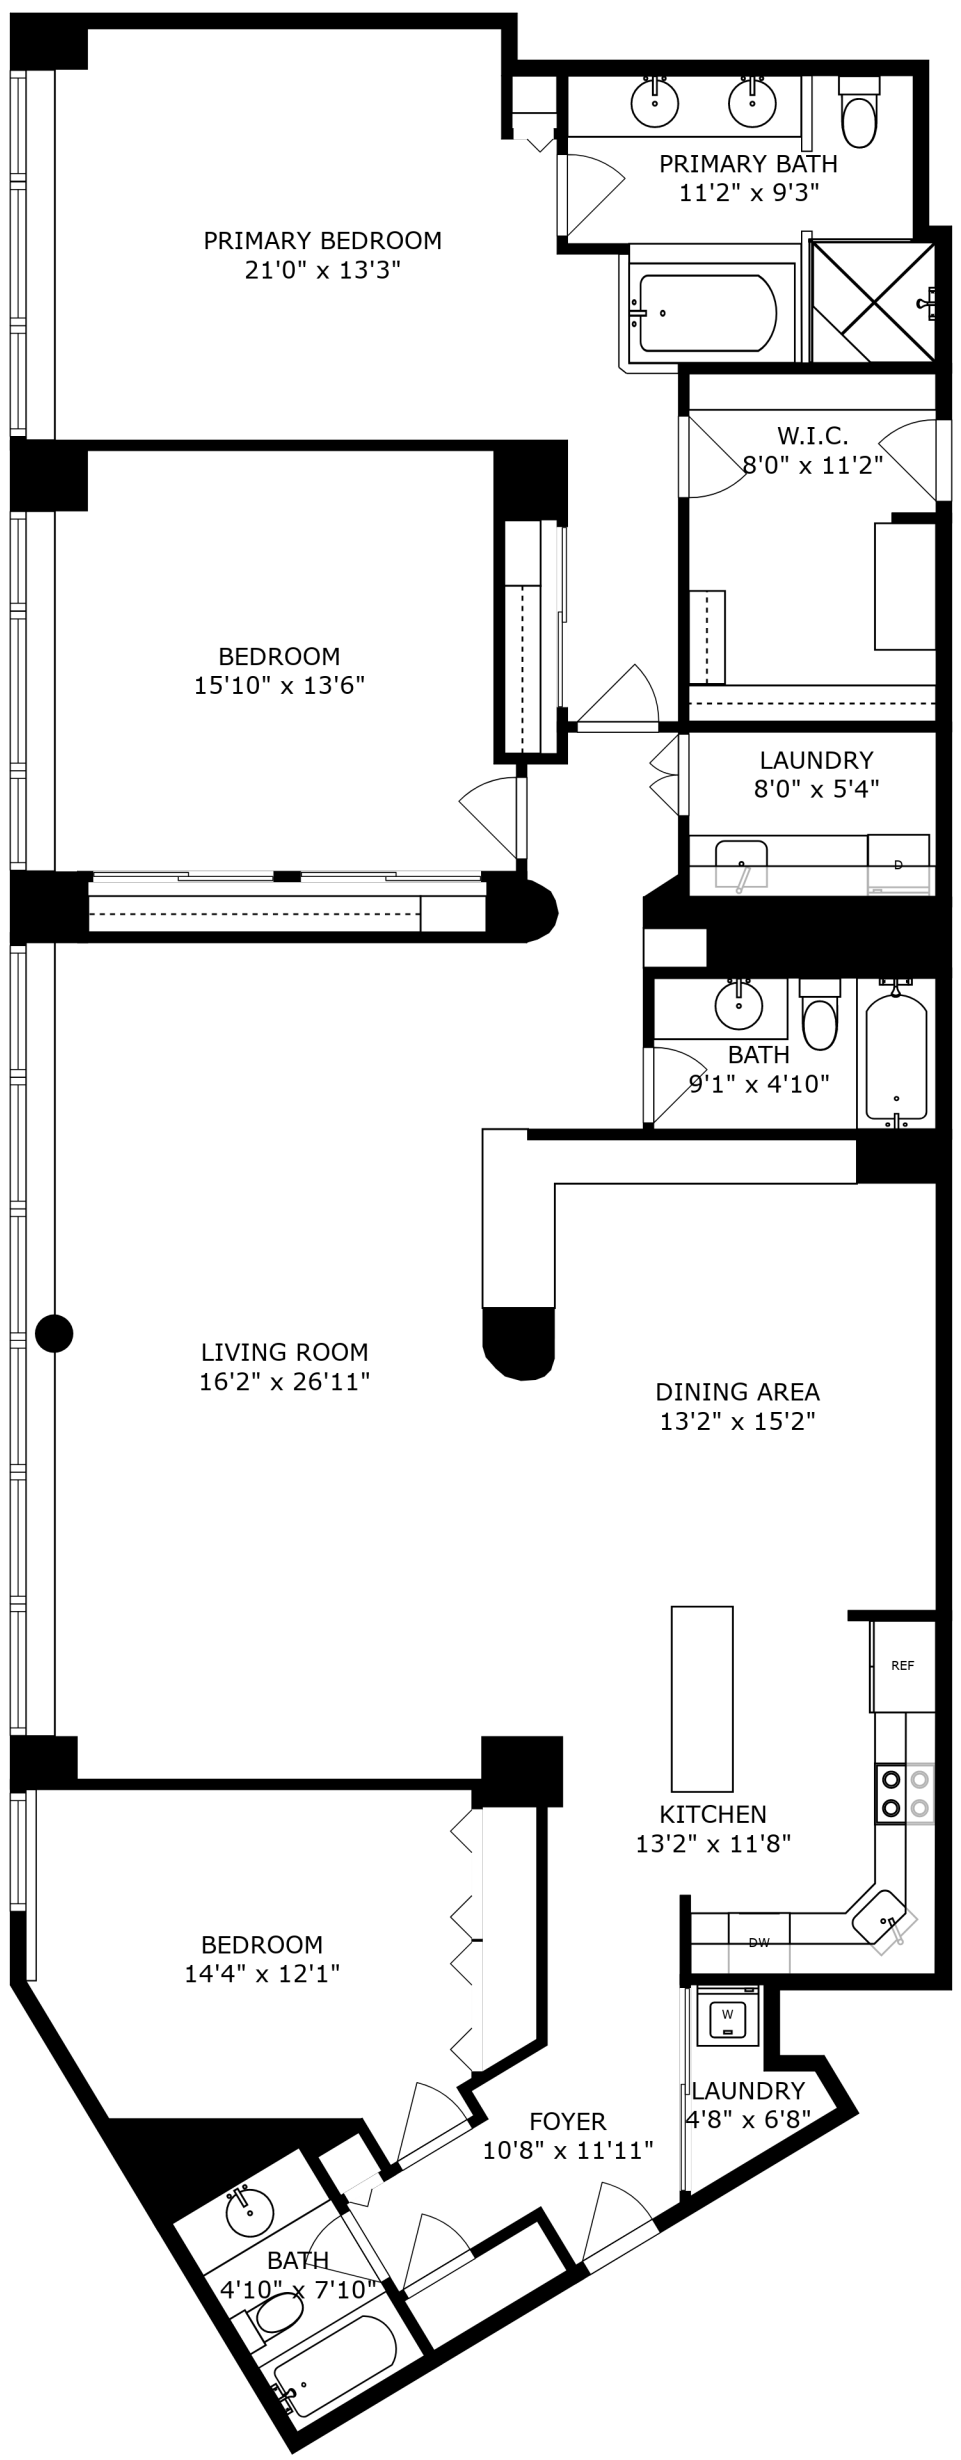 PRIMARY BATH
11'2" x 9'3"
PRIMARY BEDROOM
21'0" x 13'3"
W.I.C.
8'0" x 11'2"
BEDROOM
15'10" x 13'6"
LAUNDRY
8'0" x 5'4"
D
BATH
9'1" x 4'10"
LIVING ROOM
16'2" x 26'11"
DINING AREA
13'2" x 15'2"
REF
KITCHEN
13'2" x 11'8"
BEDROOM
14'4" x 12'1"
DW
W
LAUNDRY
4'8" x 6'8"
FOYER
10'8" x 11'11"
BATH
4'10" x 7'10"